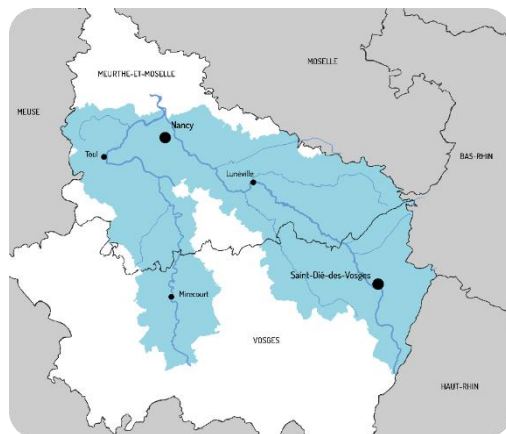 MOSELLE
MEURTHE-ET-MOSELLE
MEUSE
Nancy
Toul
BAS-RHIN
Lunéville
Saint-Dié-des-Vosges
Mirecourt
VOSGES
HAUT-RHIN